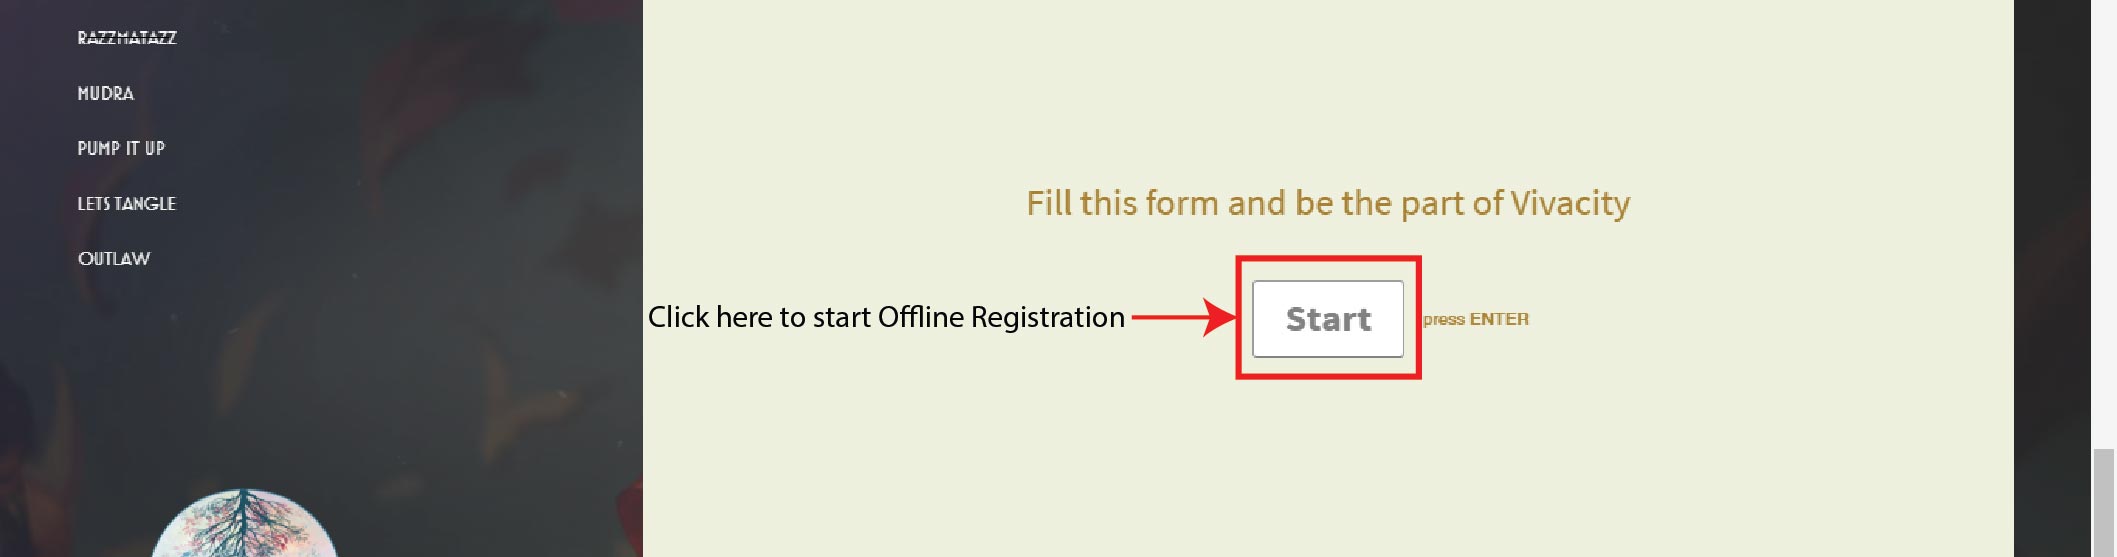 RAZZMATAZZ
MUDRA
PUMP IT UP
LETS TANGLE
OUTLAW
Fill this form and be the part of Vivacity
Click here to start Offline Registration
Start
press ENTER